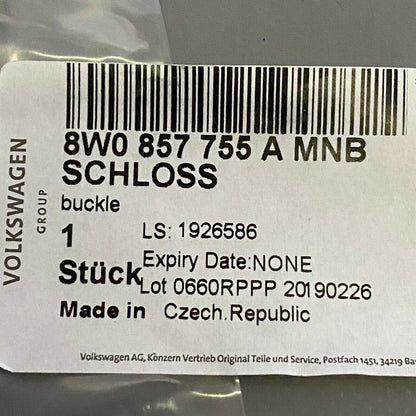 VOLKSWAGEN
GROUP
8W0 857 755 A MNB
SCHLOSS
buckle
1 LS: 1926586
Stück Expiry Date:NONE
Lot 0660RPPP 20190226
Made in Czech.Republic
Volkswagen AG, Konzern Vertrieb Original Teile und Service, Postfach 1451, 34219 Ba